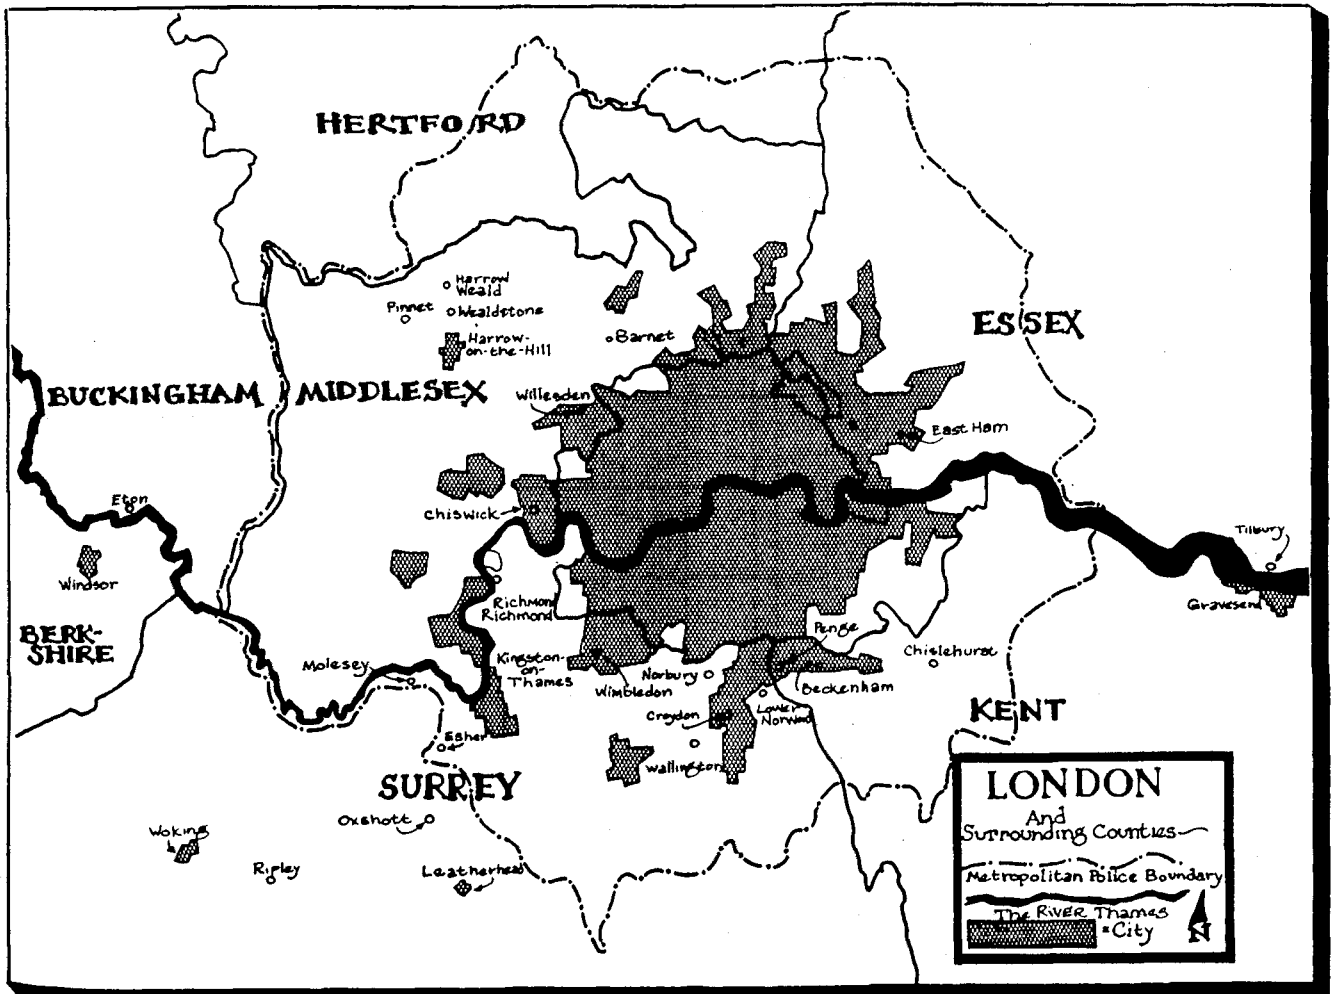 HERTFORD
Harrow
Weald
Pinnet
Wealdstone
Harrow-
on-the-Hill
Barnet
ESSEX
BUCKINGHAM
MIDDLESEX
Willesden
East Ham
Eton
Chiswick
Tilbury
Windsor
Gravesend
Richmond
Richmond
BERK-
SHIRE
Molesey
Kingston-
on-
Thames
Penge
Norbury
Chislehurst
Wimbledon
Beckenham
Lower
Norwood
Croydon
KENT
Esher
Wallington
SURREY
Oxshott
Woking
Ripley
Leatherhead
LONDON
And
Surrounding Counties
Metropolitan Police Boundary
The River Thames
City
N